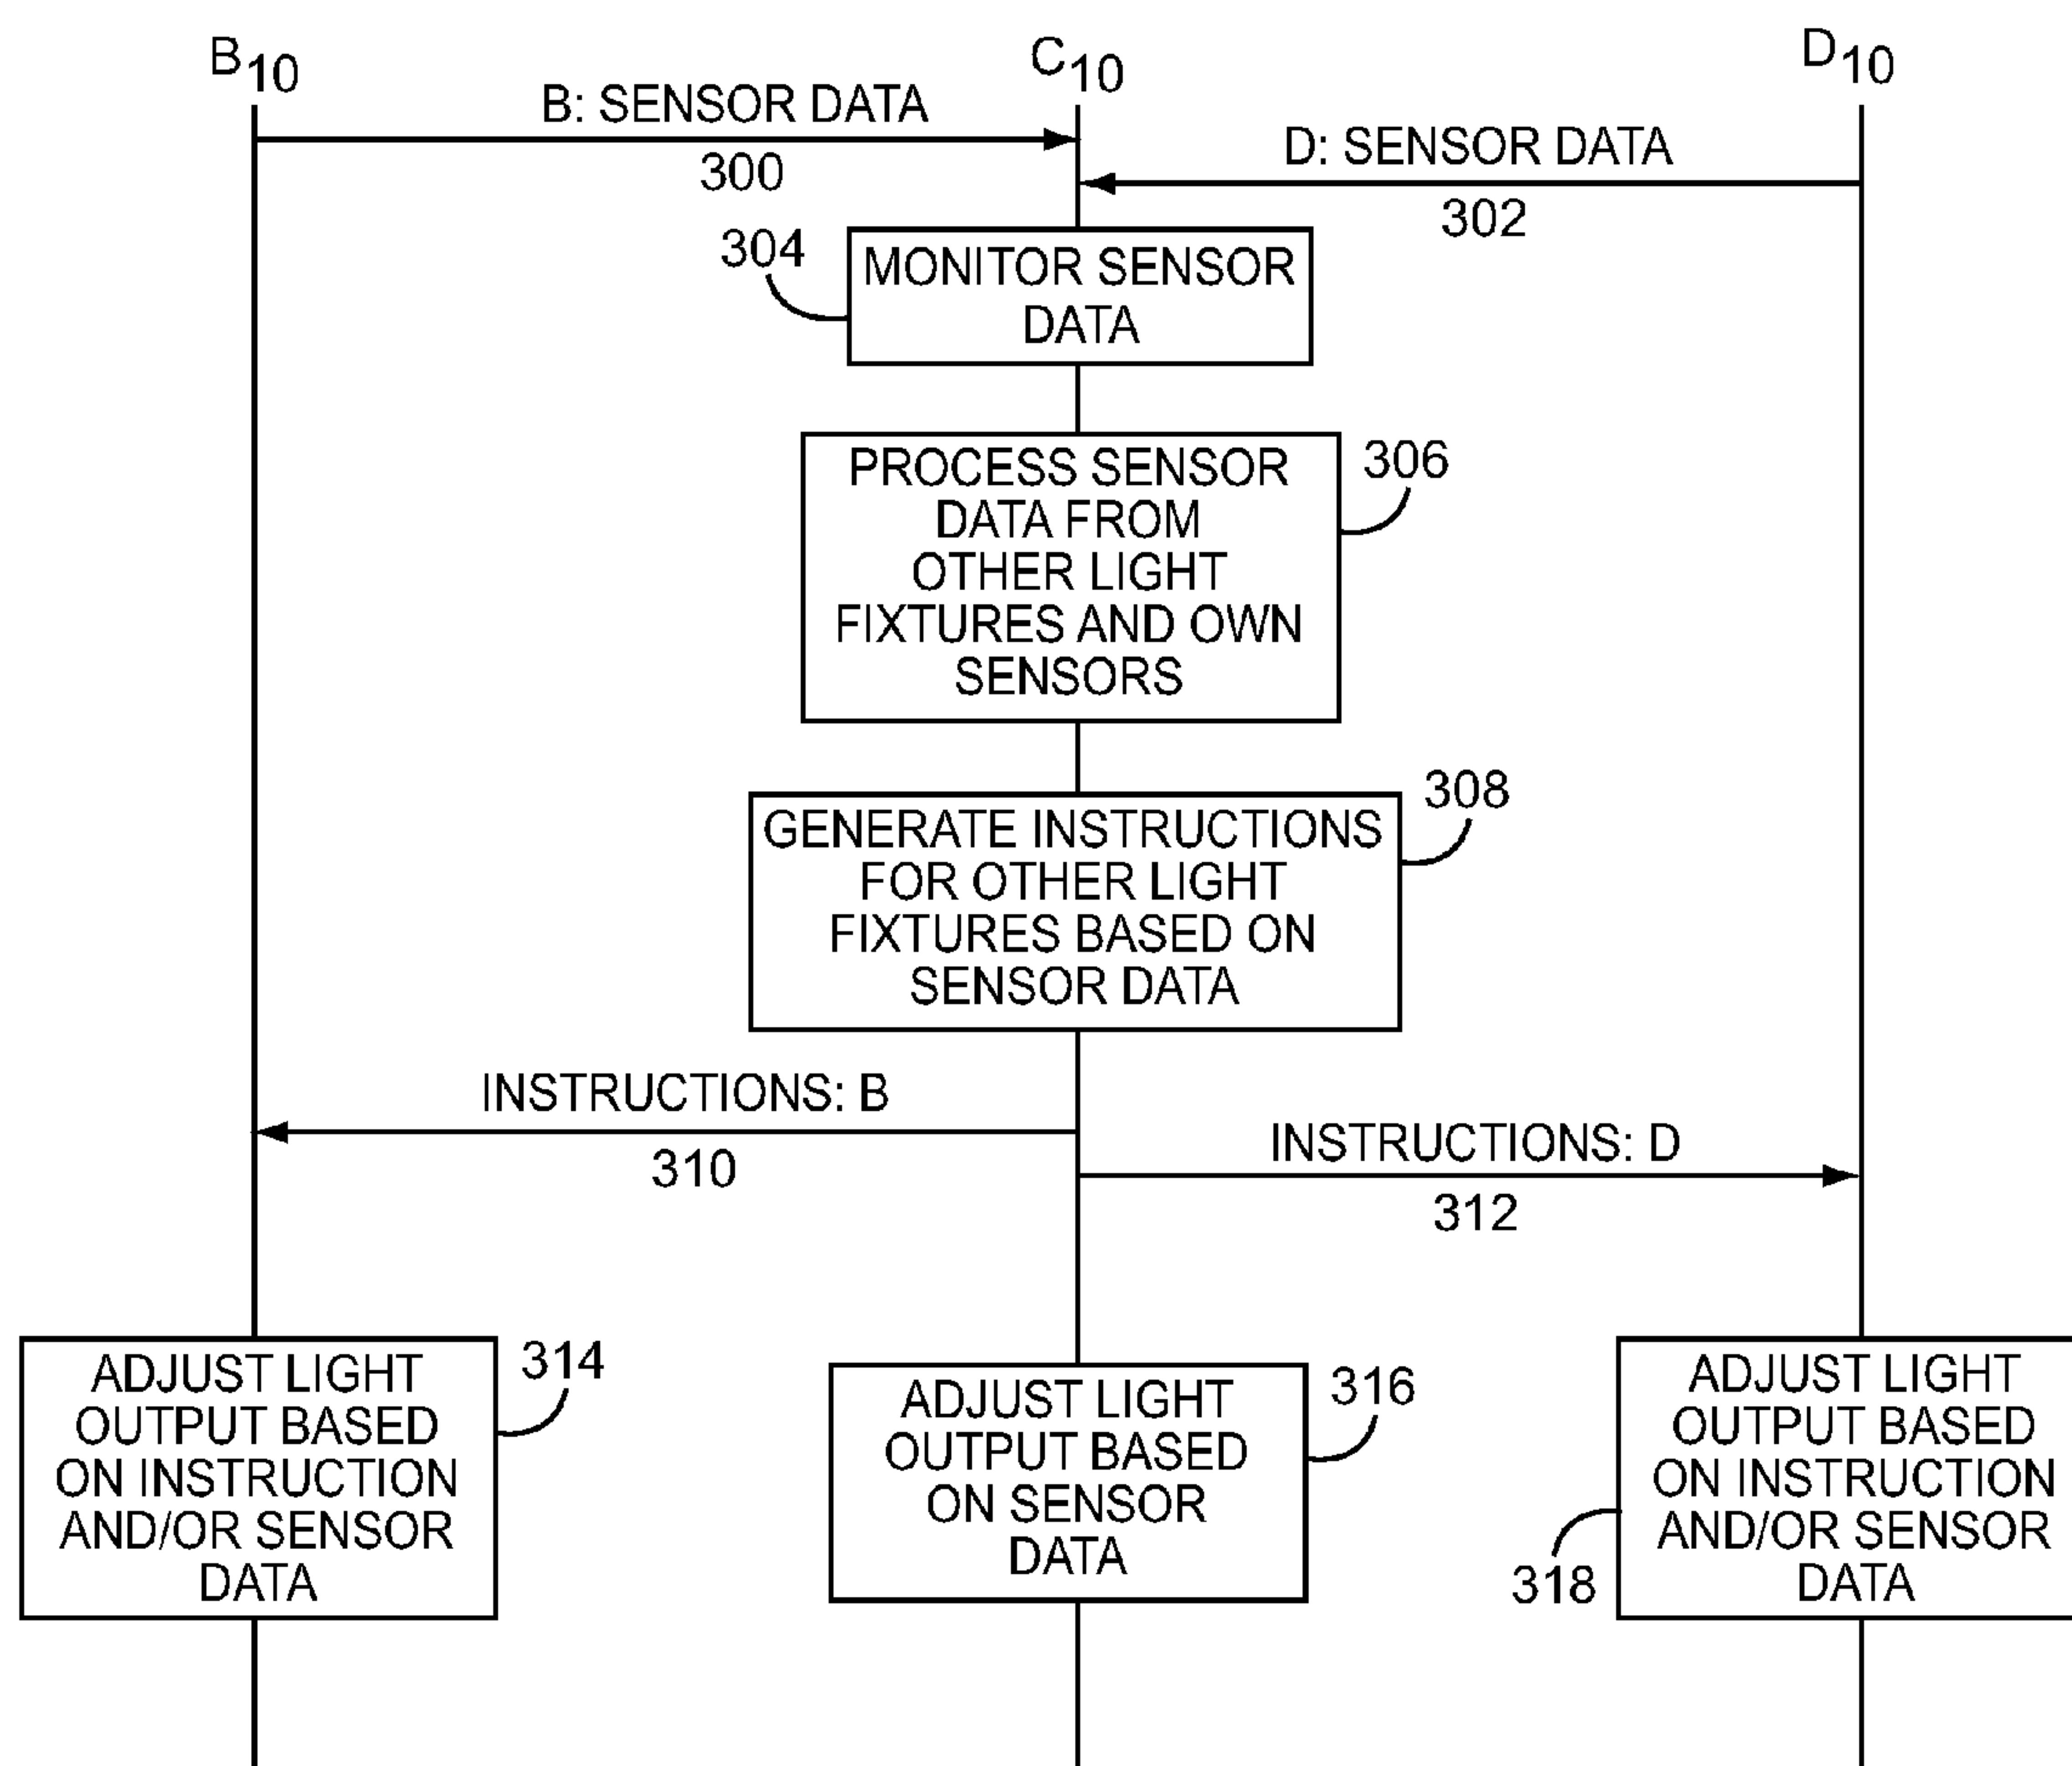 B10
C10
D10
B: SENSOR DATA
300
D: SENSOR DATA
302
304
MONITOR SENSOR
DATA
PROCESS SENSOR
DATA FROM
OTHER LIGHT
FIXTURES AND OWN
SENSORS
306
GENERATE INSTRUCTIONS
FOR OTHER LIGHT
FIXTURES BASED ON
SENSOR DATA
308
INSTRUCTIONS: B
310
INSTRUCTIONS: D
312
ADJUST LIGHT
OUTPUT BASED
ON INSTRUCTION
AND/OR SENSOR
DATA
314
ADJUST LIGHT
OUTPUT BASED
ON SENSOR
DATA
316
ADJUST LIGHT
OUTPUT BASED
ON INSTRUCTION
AND/OR SENSOR
DATA
318